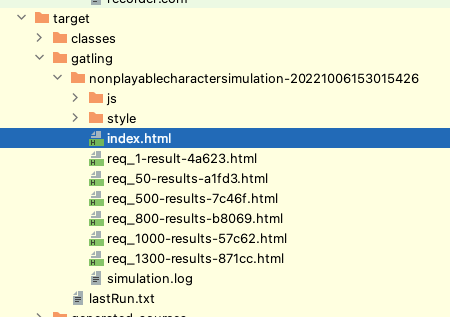 recorder.conf
target
classes
gatling
nonplayablecharactersimulation-20221006153015426
js
style
index.html
req_1-result-4a623.html
req_50-results-a1fd3.html
req_500-results-7c46f.html
req_800-results-b8069.html
req_1000-results-57c62.html
req_1300-results-871cc.html
simulation.log
lastRun.txt
generated-sources